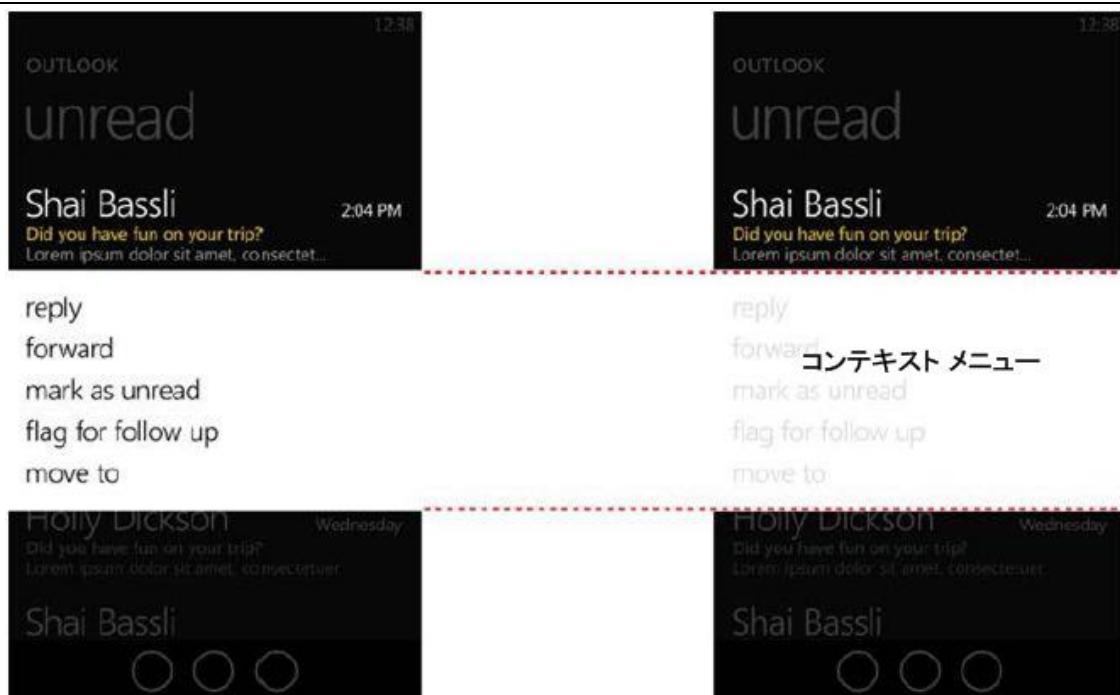 12:38
OUTLOOK
unread
Shai Bassli 2:04 PM
Did you have fun on your trip?
Lorem ipsum dolor sit amet, consectet...
reply
forward
mark as unread
flag for follow up
move to
Holly Dickson Wednesday
Did you have fun on your trip?
Lorem ipsum dolor sit amet, consectetuer
Shai Bassli
12:38
OUTLOOK
unread
Shai Bassli 2:04 PM
Did you have fun on your trip?
Lorem ipsum dolor sit amet, consectet...
reply
forward
コンテキスト メニュー
mark as unread
flag for follow up
move to
Holly Dickson Wednesday
Did you have fun on your trip?
Lorem ipsum dolor sit amet, consectetuer
Shai Bassli